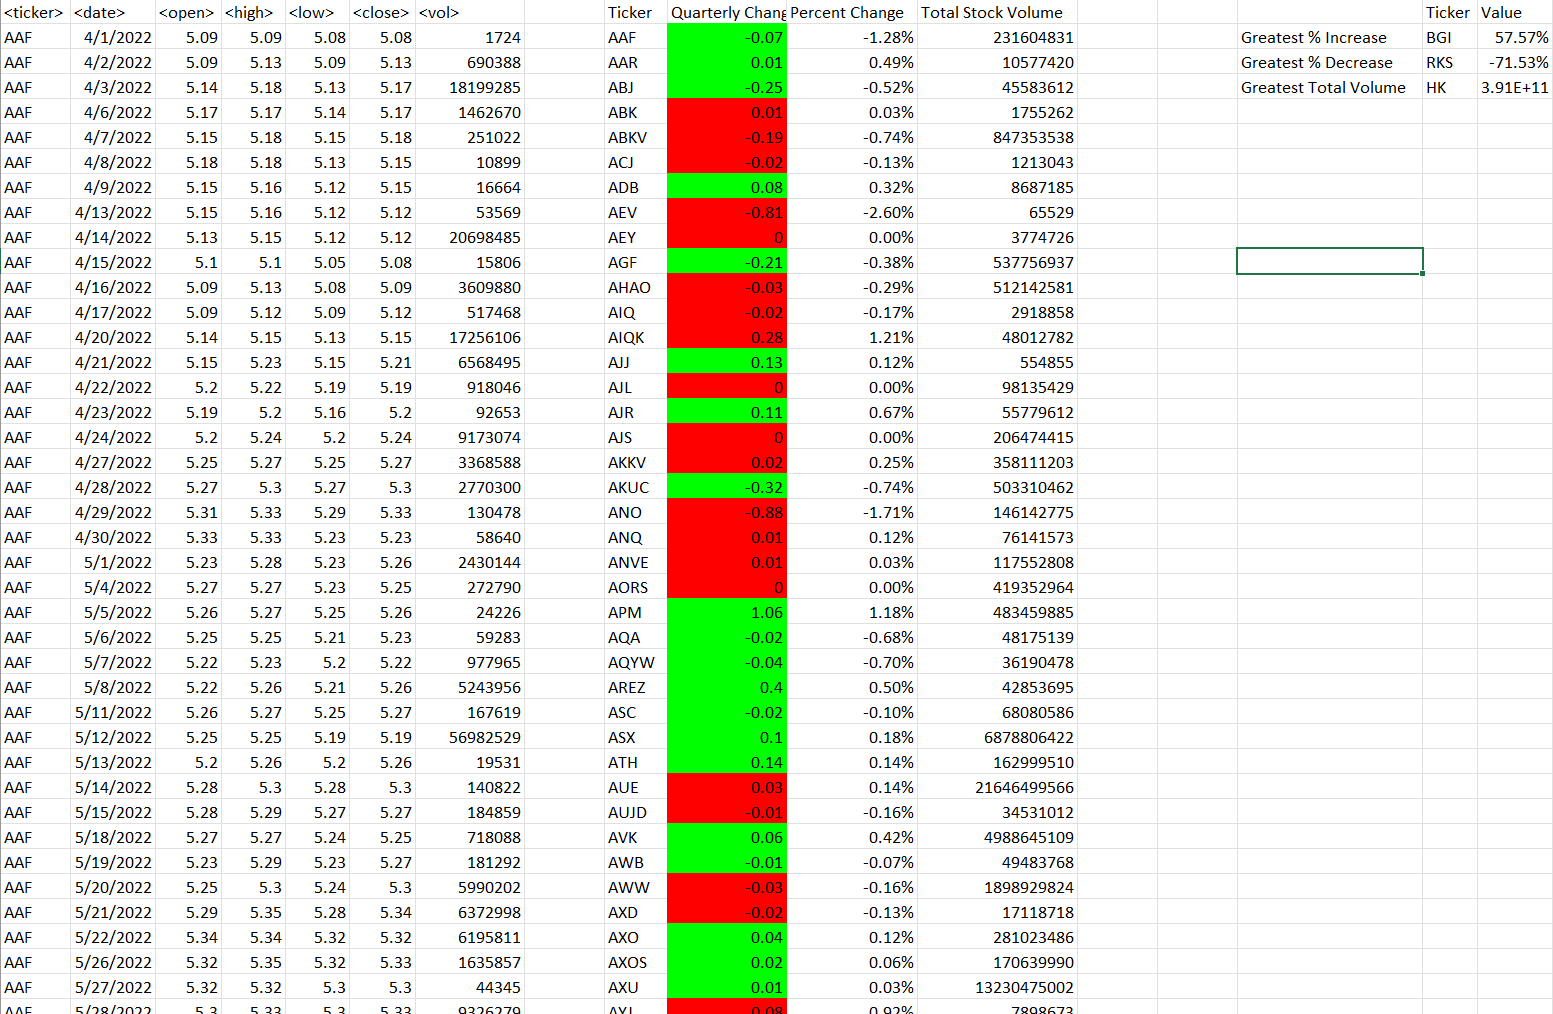 <ticker> <date> <open> <high> <low> <close> <vol> Ticker Quarterly Chang Percent Change Total Stock Volume Ticker Value
AAF 4/1/2022 5.09 5.09 5.08 5.08 1724 AAF -0.07 -1.28% 231604831 Greatest % Increase BGI 57.57%
AAF 4/2/2022 5.09 5.13 5.09 5.13 690388 AAR 0.01 0.49% 10577420 Greatest % Decrease RKS -71.53%
AAF 4/3/2022 5.14 5.18 5.13 5.17 18199285 ABJ -0.25 -0.52% 45583612 Greatest Total Volume HK 3.91E+11
AAF 4/6/2022 5.17 5.17 5.14 5.17 1462670 ABK 0.01 0.03% 1755262
AAF 4/7/2022 5.15 5.18 5.15 5.18 251022 ABKV -0.19 -0.74% 847353538
AAF 4/8/2022 5.18 5.18 5.13 5.15 10899 ACJ -0.02 -0.13% 1213043
AAF 4/9/2022 5.15 5.16 5.12 5.15 16664 ADB 0.08 0.32% 8687185
AAF 4/13/2022 5.15 5.16 5.12 5.12 53569 AEV -0.81 -2.60% 65529
AAF 4/14/2022 5.13 5.15 5.12 5.12 20698485 AEY 0 0.00% 3774726
AAF 4/15/2022 5.1 5.1 5.05 5.08 15806 AGF -0.21 -0.38% 537756937
AAF 4/16/2022 5.09 5.13 5.08 5.09 3609880 AHAO -0.03 -0.29% 512142581
AAF 4/17/2022 5.09 5.12 5.09 5.12 517468 AIQ -0.02 -0.17% 2918858
AAF 4/20/2022 5.14 5.15 5.13 5.15 17256106 AIQK 0.28 1.21% 48012782
AAF 4/21/2022 5.15 5.23 5.15 5.21 6568495 AJJ 0.13 0.12% 554855
AAF 4/22/2022 5.2 5.22 5.19 5.19 918046 AJL 0 0.00% 98135429
AAF 4/23/2022 5.19 5.2 5.16 5.2 92653 AJR 0.11 0.67% 55779612
AAF 4/24/2022 5.2 5.24 5.2 5.24 9173074 AJS 0 0.00% 206474415
AAF 4/27/2022 5.25 5.27 5.25 5.27 3368588 AKKV 0.02 0.25% 358111203
AAF 4/28/2022 5.27 5.3 5.27 5.3 2770300 AKUC -0.32 -0.74% 503310462
AAF 4/29/2022 5.31 5.33 5.29 5.33 130478 ANO -0.88 -1.71% 146142775
AAF 4/30/2022 5.33 5.33 5.23 5.23 58640 ANQ 0.01 0.12% 76141573
AAF 5/1/2022 5.23 5.28 5.23 5.26 2430144 ANVE 0.01 0.03% 117552808
AAF 5/4/2022 5.27 5.27 5.23 5.25 272790 AORS 0 0.00% 419352964
AAF 5/5/2022 5.26 5.27 5.25 5.26 24226 APM 1.06 1.18% 483459885
AAF 5/6/2022 5.25 5.25 5.21 5.23 59283 AQA -0.02 -0.68% 48175139
AAF 5/7/2022 5.22 5.23 5.2 5.22 977965 AQYW -0.04 -0.70% 36190478
AAF 5/8/2022 5.22 5.26 5.21 5.26 5243956 AREZ 0.4 0.50% 42853695
AAF 5/11/2022 5.26 5.27 5.25 5.27 167619 ASC -0.02 -0.10% 68080586
AAF 5/12/2022 5.25 5.25 5.19 5.19 56982529 ASX 0.1 0.18% 6878806422
AAF 5/13/2022 5.2 5.26 5.2 5.26 19531 ATH 0.14 0.14% 162999510
AAF 5/14/2022 5.28 5.3 5.28 5.3 140822 AUE 0.03 0.14% 21646499566
AAF 5/15/2022 5.28 5.29 5.27 5.27 184859 AUJD -0.01 -0.16% 34531012
AAF 5/18/2022 5.27 5.27 5.24 5.25 718088 AVK 0.06 0.42% 4988645109
AAF 5/19/2022 5.23 5.29 5.23 5.27 181292 AWB -0.01 -0.07% 49483768
AAF 5/20/2022 5.25 5.3 5.24 5.3 5990202 AWW -0.03 -0.16% 1898929824
AAF 5/21/2022 5.29 5.35 5.28 5.34 6372998 AXD -0.02 -0.13% 17118718
AAF 5/22/2022 5.34 5.34 5.32 5.32 6195811 AXO 0.04 0.12% 281023486
AAF 5/26/2022 5.32 5.35 5.32 5.33 1635857 AXOS 0.02 0.06% 170639990
AAF 5/27/2022 5.32 5.32 5.3 5.3 44345 AXU 0.01 0.03% 13230475002
AAF 5/28/2022 5.3 5.33 5.3 5.33 9326279 0.08 0.92% 7898673